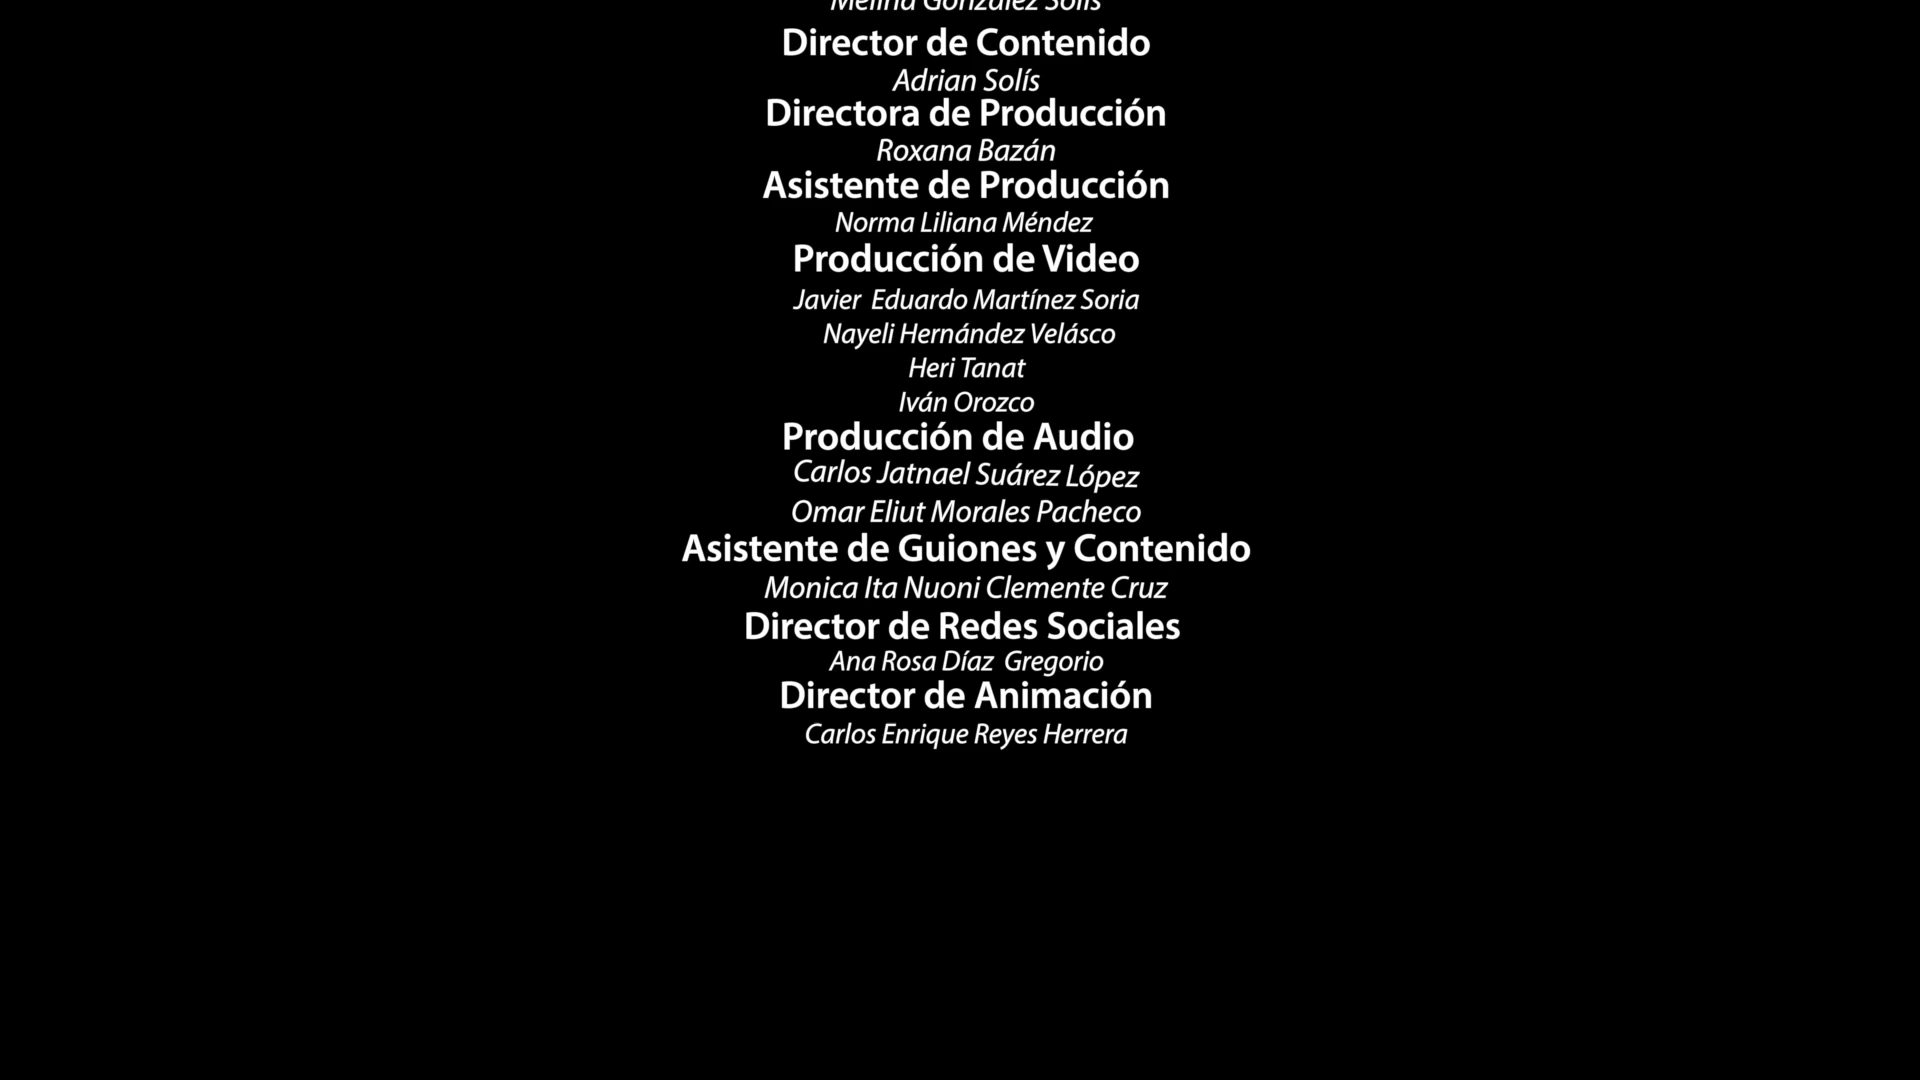 Melina González Solís
Director de Contenido
Adrian Solís
Directora de Producción
Roxana Bazán
Asistente de Producción
Norma Liliana Méndez
Producción de Video
Javier  Eduardo Martínez Soria
Nayeli Hernández Velásco
Heri Tanat
Iván Orozco
Producción de Audio
Carlos Jatnael Suárez López
Omar Eliut Morales Pacheco
Asistente de Guiones y Contenido
Monica Ita Nuoni Clemente Cruz
Director de Redes Sociales
Ana Rosa Díaz  Gregorio
Director de Animación
Carlos Enrique Reyes Herrera